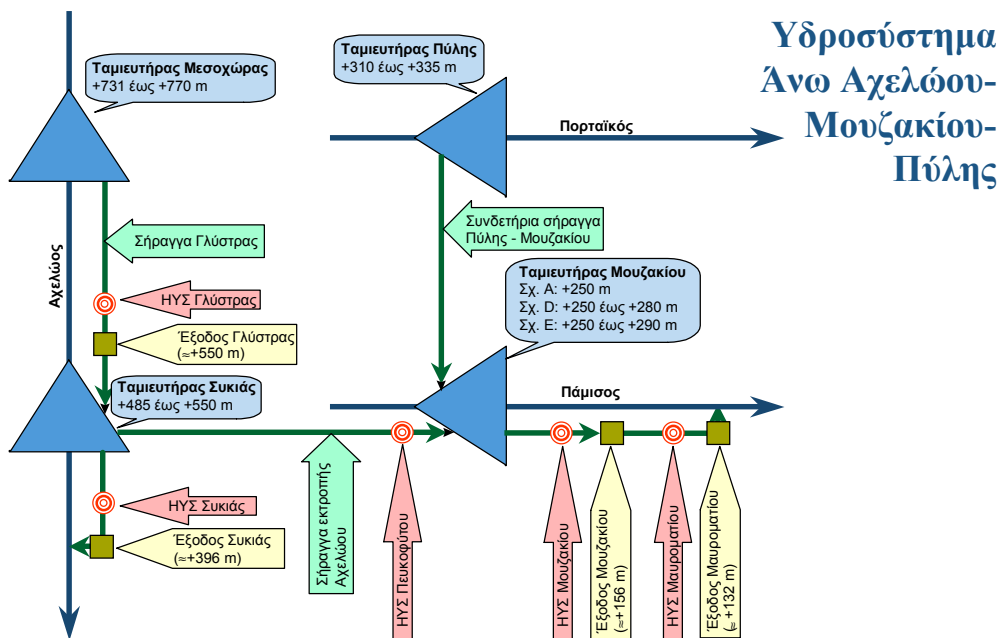 Υδροσύστημα
Άνω Αχελώου-
Μουζακίου-
Πύλης
Ταμιευτήρας Μεσοχώρας
+731 έως +770 m
Ταμιευτήρας Πύλης
+310 έως +335 m
Πορταϊκός
Σήραγγα Γλύστρας
Συνδετήρια σήραγγα
Πύλης - Μουζακίου
Αχελώος
Ταμιευτήρας Μουζακίου
Σχ. A: +250 m
Σχ. D: +250 έως +280 m
Σχ. E: +250 έως +290 m
ΗΥΣ Γλύστρας
Έξοδος Γλύστρας
(≈+550 m)
Ταμιευτήρας Συκιάς
+485 έως +550 m
Πάμισος
ΗΥΣ Συκιάς
Έξοδος Συκιάς
(≈+396 m)
Σήραγγα εκτροπής
Αχελώου
ΗΥΣ Πευκοφύτου
ΗΥΣ Μουζακίου
Έξοδος Μουζακίου
(≈+156 m)
ΗΥΣ Μαυροματίου
Έξοδος Μαυροματίου
(≈ +132 m)